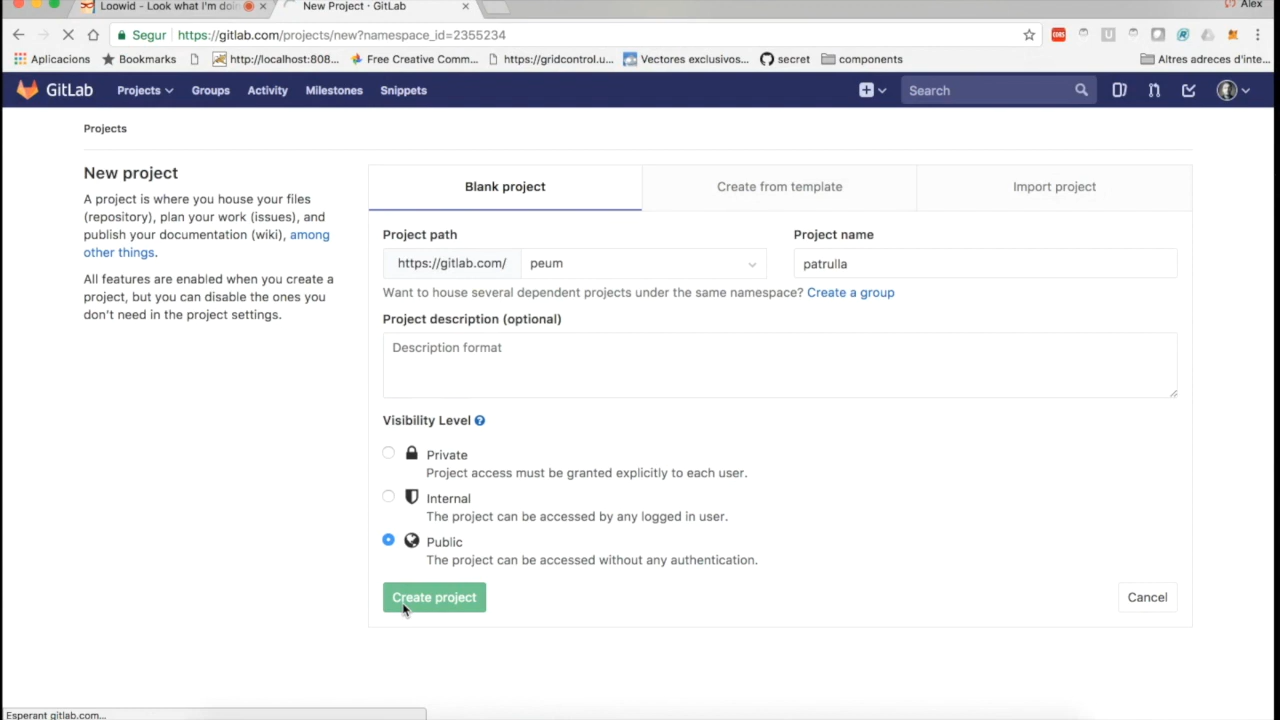 Loowid - Look what I'm doi
New Project · GitLab
Alex
Segur
https://gitlab.com/projects/new?namespace_id=2355234
Aplicacions
Bookmarks
http://localhost:808...
Free Creative Comm...
https://gridcontrol.u...
Vectores exclusivos...
secret
components
Altres adreces d'inte...
GitLab
Projects
Groups
Activity
Milestones
Snippets
Search
Projects
New project
A project is where you house your files
(repository), plan your work (issues), and
publish your documentation (wiki), among
other things.
All features are enabled when you create a
project, but you can disable the ones you
don't need in the project settings.
Blank project
Create from template
Import project
Project path
Project name
https://gitlab.com/
peum
patrulla
Want to house several dependent projects under the same namespace? Create a group
Project description (optional)
Description format
Visibility Level
Private
Project access must be granted explicitly to each user.
Internal
The project can be accessed by any logged in user.
Public
The project can be accessed without any authentication.
Create project
Cancel
Esperant gitlab.com...